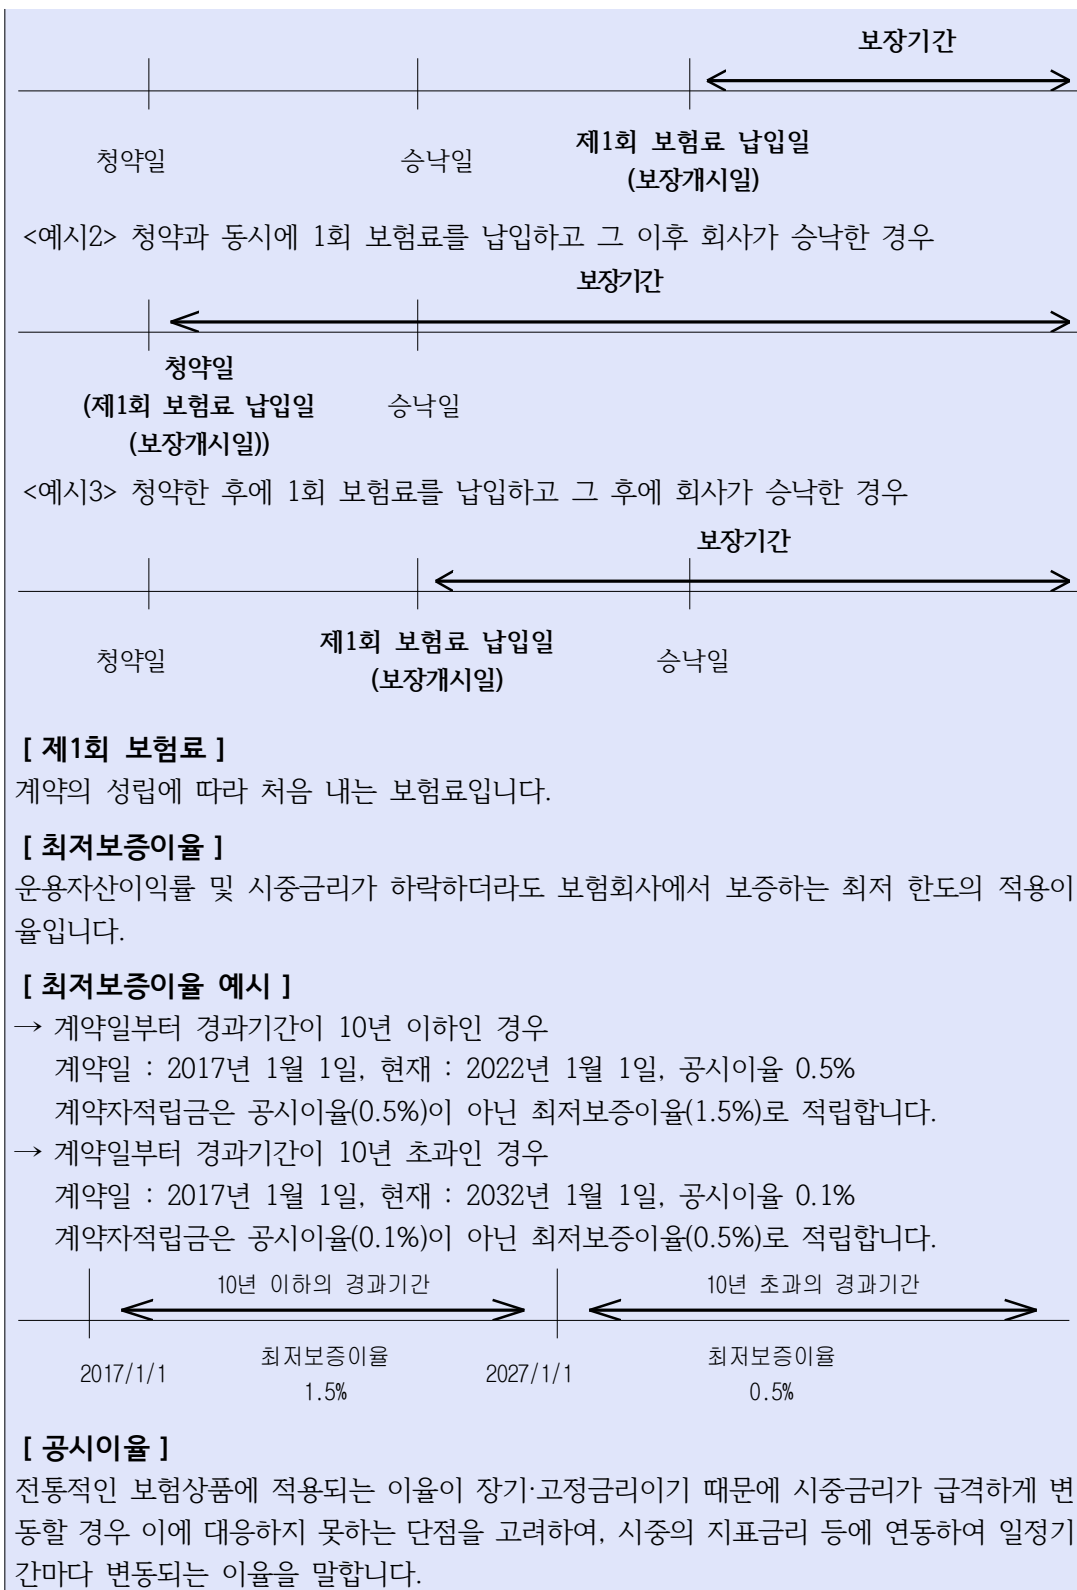 보장기간
청약일
승낙일
제1회 보험료 납입일
(보장개시일)
<예시2> 청약과 동시에 1회 보험료를 납입하고 그 이후 회사가 승낙한 경우
보장기간
청약일
(제1회 보험료 납입일
(보장개시일))
승낙일
<예시3> 청약한 후에 1회 보험료를 납입하고 그 후에 회사가 승낙한 경우
보장기간
청약일
제1회 보험료 납입일
(보장개시일)
승낙일
[ 제1회 보험료 ]
계약의 성립에 따라 처음 내는 보험료입니다.
[ 최저보증이율 ]
운용자산이익률 및 시중금리가 하락하더라도 보험회사에서 보증하는 최저 한도의 적용이
율입니다.
[ 최저보증이율 예시 ]
→ 계약일부터 경과기간이 10년 이하인 경우
계약일 : 2017년 1월 1일, 현재 : 2022년 1월 1일, 공시이율 0.5%
계약자적립금은 공시이율(0.5%)이 아닌 최저보증이율(1.5%)로 적립합니다.
→ 계약일부터 경과기간이 10년 초과인 경우
계약일 : 2017년 1월 1일, 현재 : 2032년 1월 1일, 공시이율 0.1%
계약자적립금은 공시이율(0.1%)이 아닌 최저보증이율(0.5%)로 적립합니다.
10년 이하의 경과기간
10년 초과의 경과기간
2017/1/1
최저보증이율
1.5%
2027/1/1
최저보증이율
0.5%
[ 공시이율 ]
전통적인 보험상품에 적용되는 이율이 장기·고정금리이기 때문에 시중금리가 급격하게 변
동할 경우 이에 대응하지 못하는 단점을 고려하여, 시중의 지표금리 등에 연동하여 일정기
간마다 변동되는 이율을 말합니다.